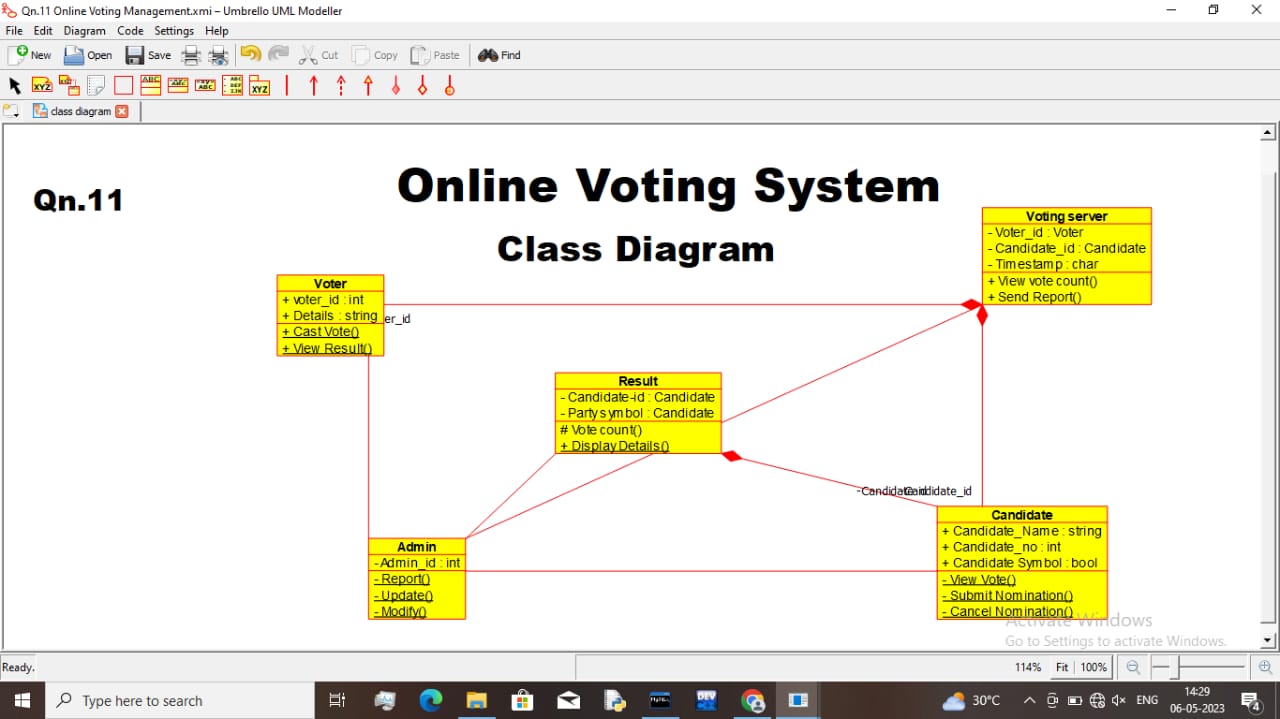 Qn.11 Online Voting Management.xmi – Umbrello UML Modeller
File Edit Diagram Code Settings Help
New Open Save Cut Copy Paste Find
class diagram
Qn.11
Online Voting System
Class Diagram
Voting server
- Voter_id : Voter
- Candidate_id : Candidate
- Timestamp : char
+ View vote count()
+ Send Report()
Voter
+ voter_id : int
+ Details : string
+ Cast Vote()
+ View Result()
er_id
Result
- Candidate-id : Candidate
- Party symbol : Candidate
# Vote count()
+ Display Details()
-Candidate-id
Candidate_id
Admin
- Admin_id : int
- Report()
- Update()
- Modify()
Candidate
+ Candidate_Name : string
+ Candidate_no : int
+ Candidate Symbol : bool
- View Vote()
- Submit Nomination()
- Cancel Nomination()
Activate Windows
Go to Settings to activate Windows.
Ready.
114% Fit 100%
Type here to search
30°C
ENG
14:29
06-05-2023
4